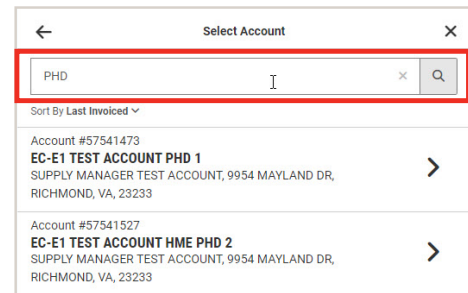 Select Account
PHD
Sort By Last Invoiced
Account #57541473
EC-E1 TEST ACCOUNT PHD 1
SUPPLY MANAGER TEST ACCOUNT, 9954 MAYLAND DR,
RICHMOND, VA, 23233
Account #57541527
EC-E1 TEST ACCOUNT HME PHD 2
SUPPLY MANAGER TEST ACCOUNT, 9954 MAYLAND DR,
RICHMOND, VA, 23233